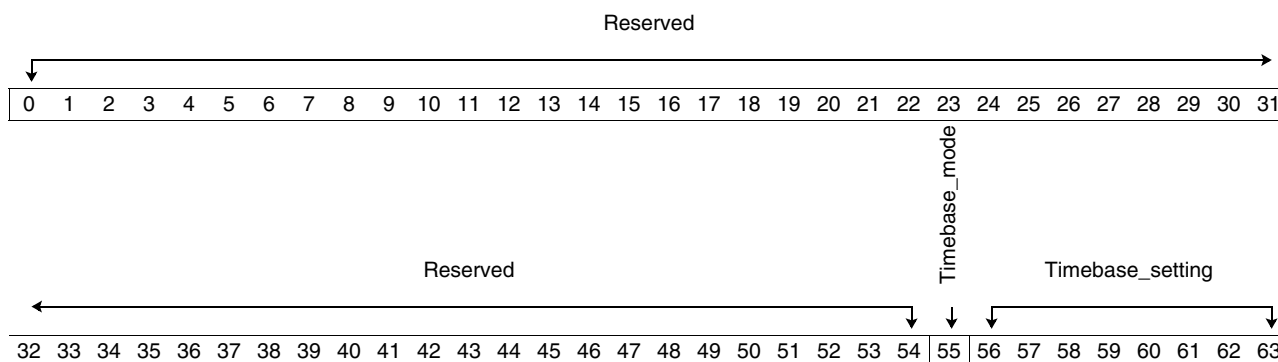 Reserved
0 1 2 3 4 5 6 7 8 9 10 11 12 13 14 15 16 17 18 19 20 21 22 23 24 25 26 27 28 29 30 31
Timebase_mode
Reserved
Timebase_setting
32 33 34 35 36 37 38 39 40 41 42 43 44 45 46 47 48 49 50 51 52 53 54 55 56 57 58 59 60 61 62 63